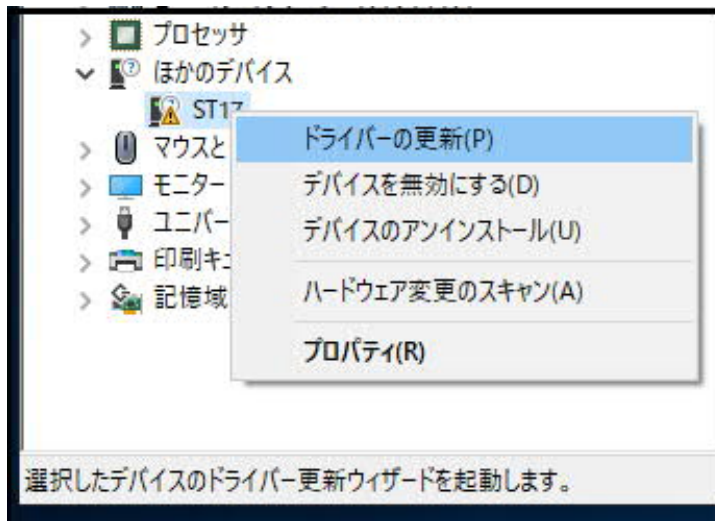 プロセッサ
ほかのデバイス
ST17
マウスと
モニター
ユニバー
印刷キ
記憶域
ドライバーの更新(P)
デバイスを無効にする(D)
デバイスのアンインストール(U)
ハードウェア変更のスキャン(A)
プロパティ(R)
選択したデバイスのドライバー更新ウィザードを起動します。